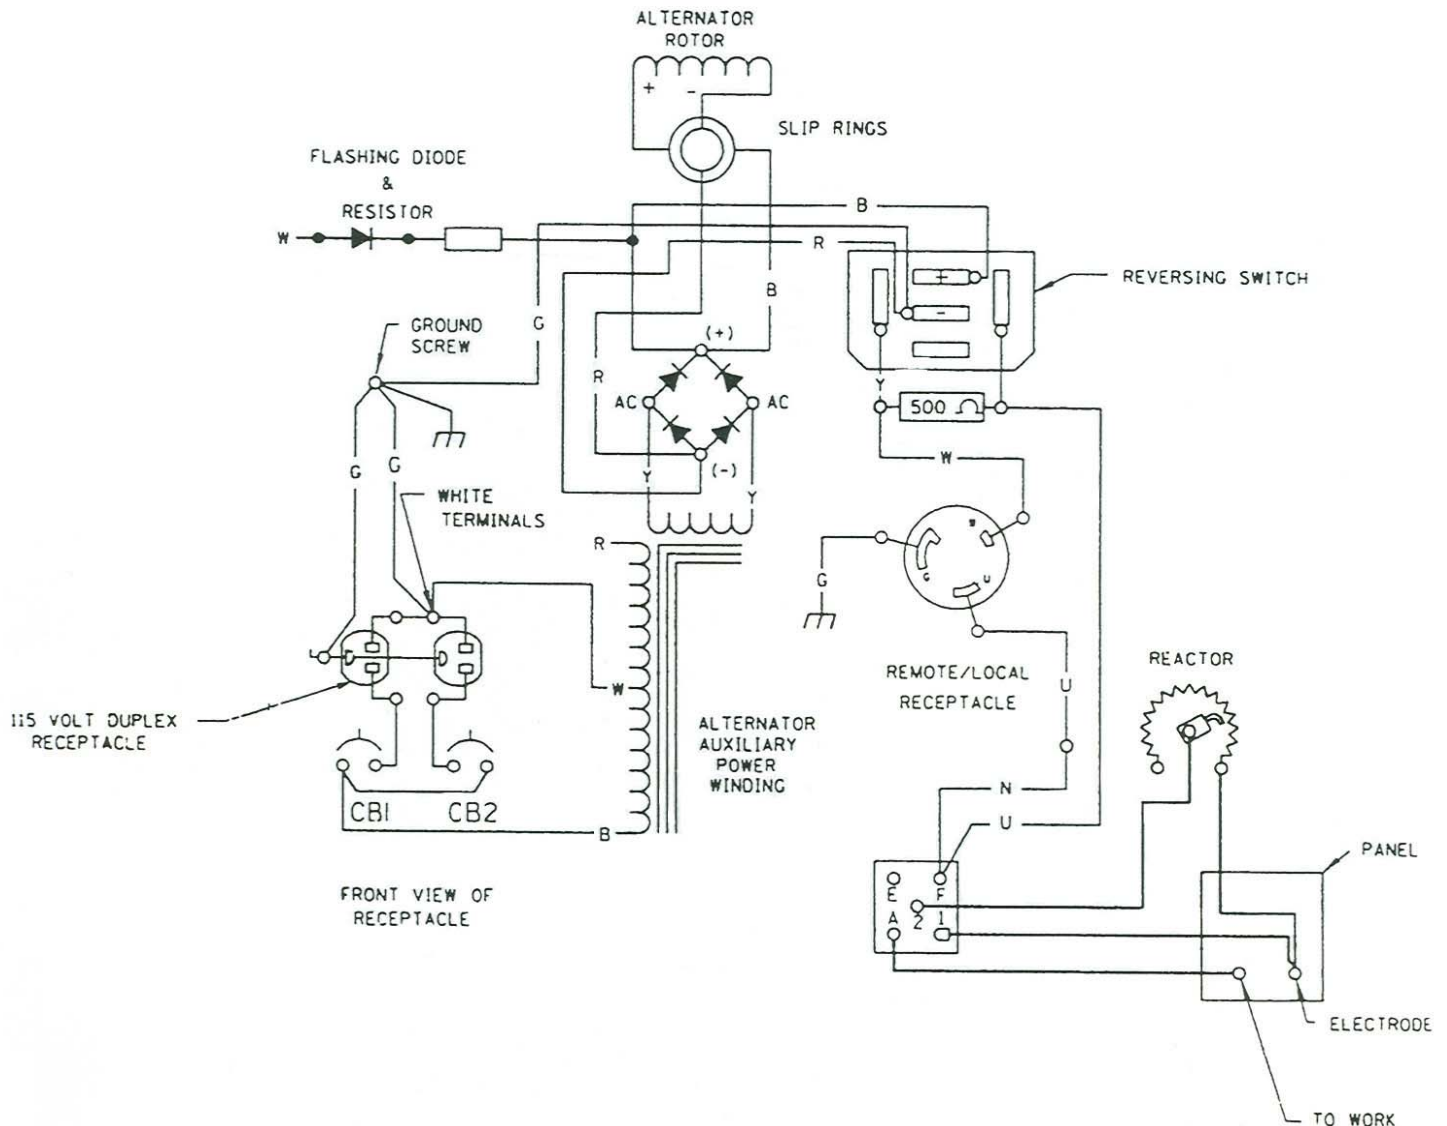 ALTERNATOR
ROTOR
+ -
SLIP RINGS
FLASHING DIODE
&
RESISTOR
W
B
R
B
+
-
REVERSING SWITCH
GROUND
SCREW
G
(+)
R
AC
AC
Y
500 Ω
G
G
(-)
Y
Y
W
WHITE
TERMINALS
R
W
G
U
G
REMOTE/LOCAL
RECEPTACLE
U
REACTOR
115 VOLT DUPLEX
RECEPTACLE
W
ALTERNATOR
AUXILIARY
POWER
WINDING
CB1
CB2
B
N
U
PANEL
FRONT VIEW OF
RECEPTACLE
E
F
A
2
1
ELECTRODE
TO WORK